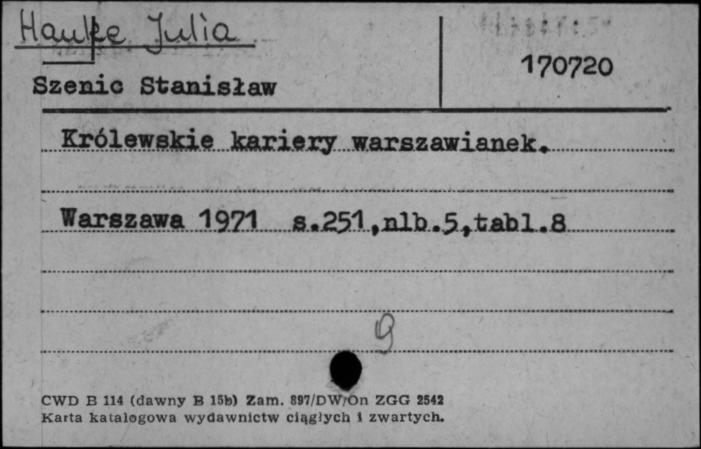 Hauke Julia
170720
Szenic Stanisław
Królewskie kariery warszawianek.
Warszawa 1971 s.251,nlb.5,tabl.8
9
CWD B 114 (dawny B 15b) Zam. 897/DW/On ZGG 2542
Karta katalogowa wydawnictw ciągłych i zwartych.